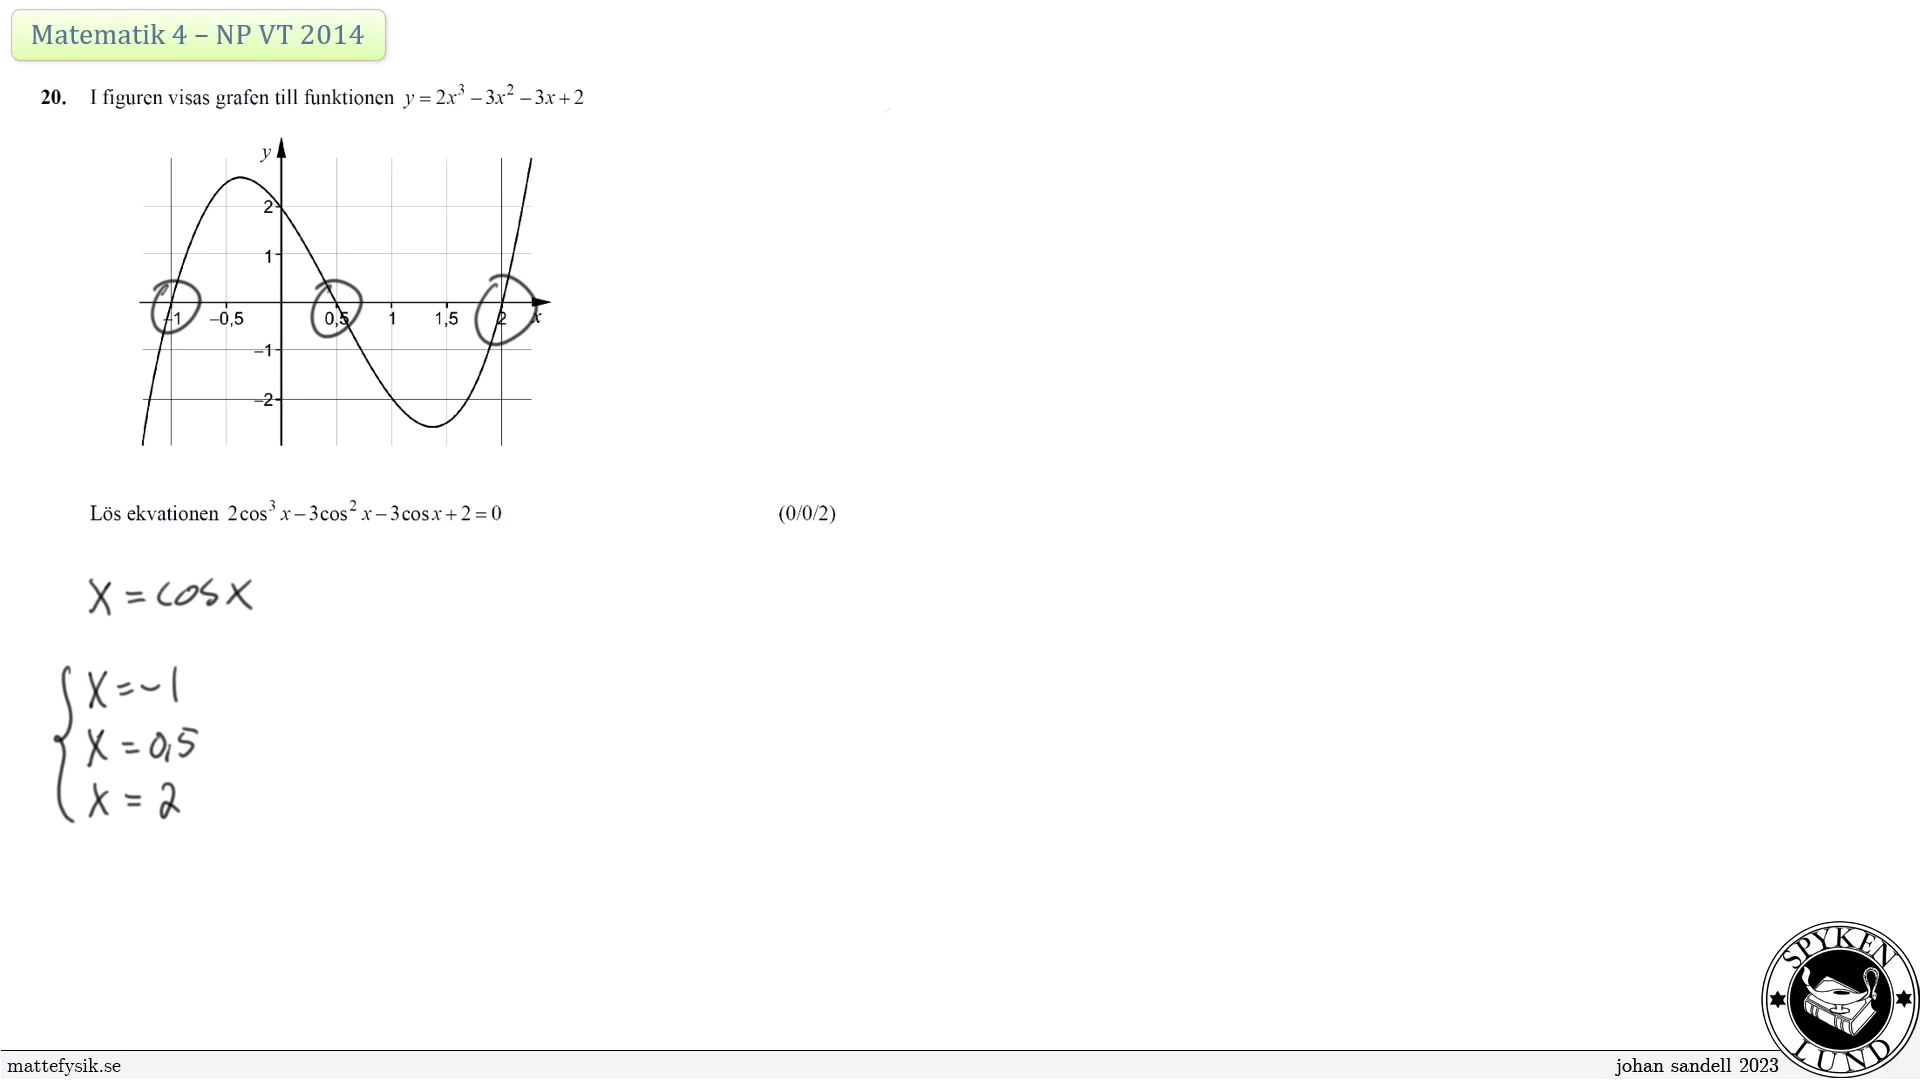 Matematik 4 – NP VT 2014
20. I figuren visas grafen till funktionen y = 2x³ – 3x² – 3x + 2
y
2
1
–1 –0,5 0,5 1 1,5 2 x
–1
–2
Lös ekvationen 2cos³ x – 3cos² x – 3cos x + 2 = 0 (0/0/2)
x = cos x
x = -1
x = 0,5
x = 2
SPYKEN
LUND
mattefysik.se johan sandell 2023